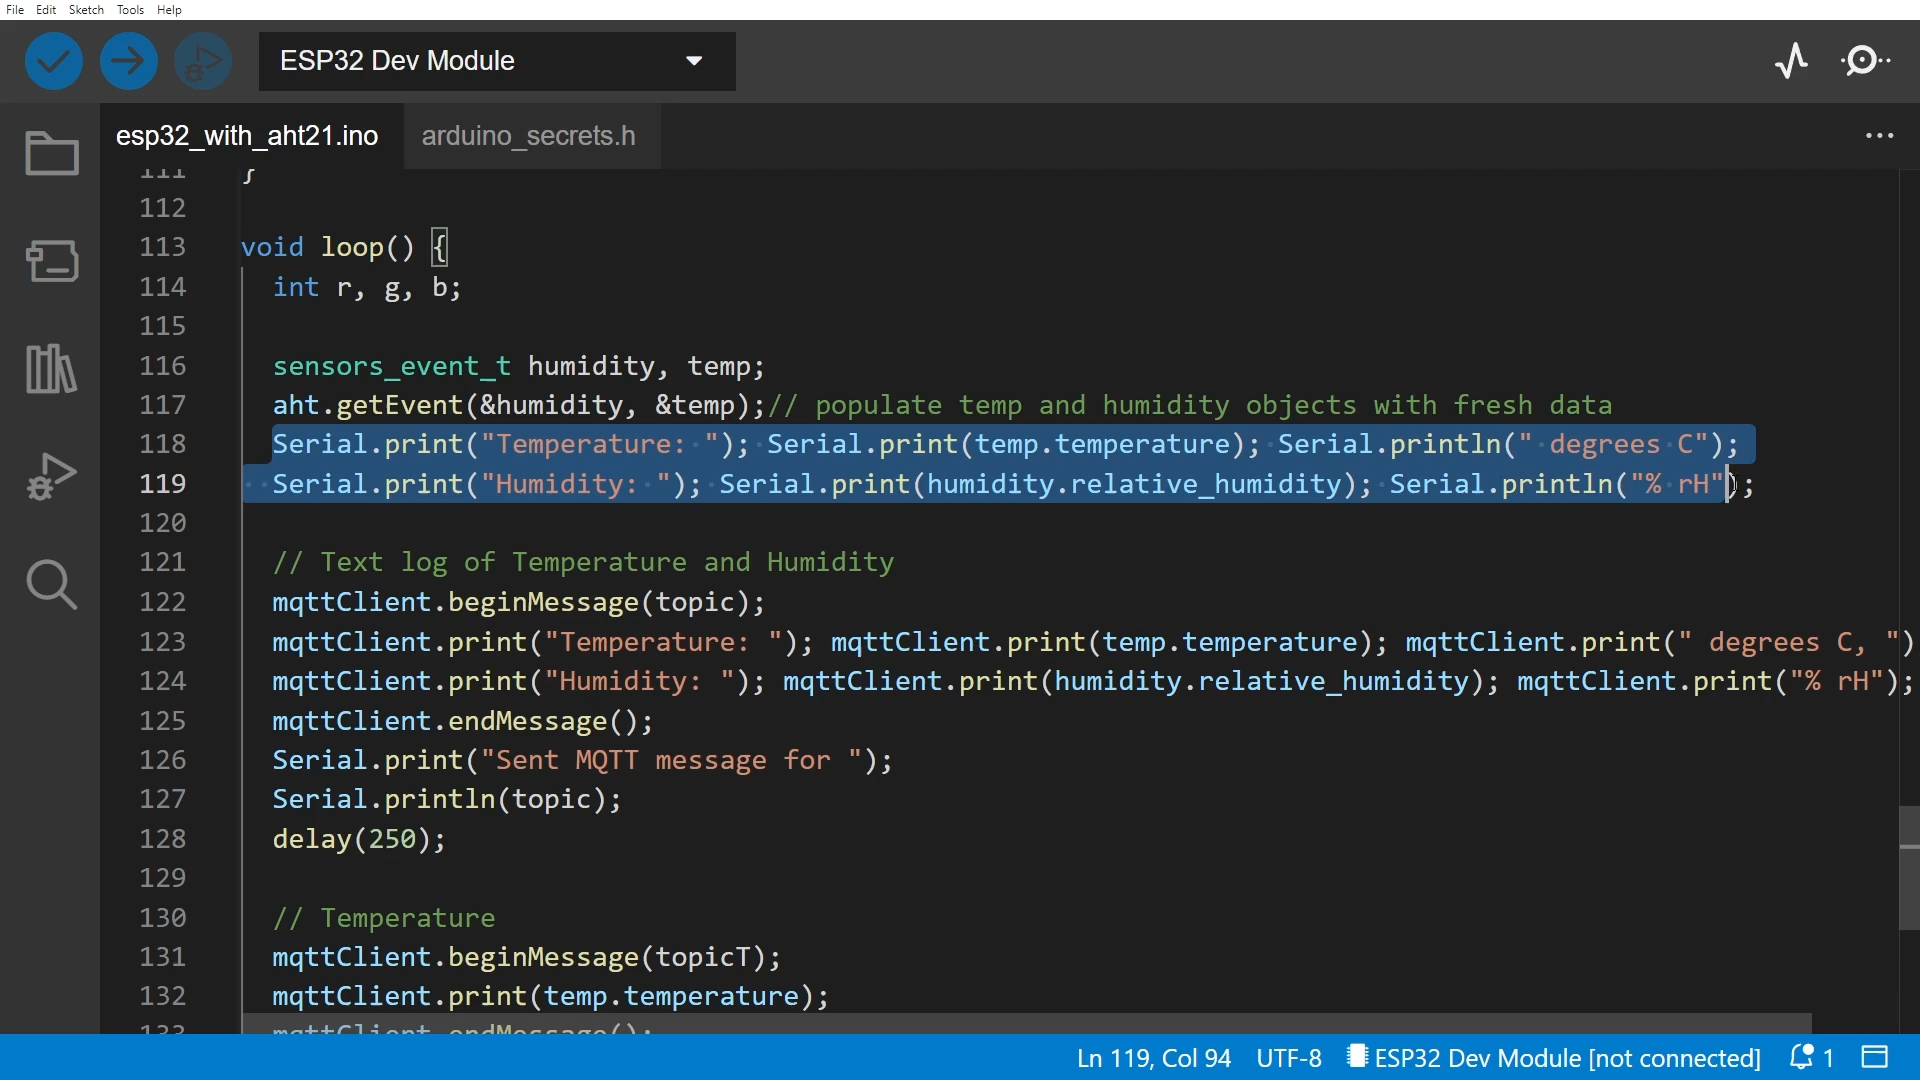 File Edit Sketch Tools Help
ESP32 Dev Module
esp32_with_aht21.ino arduino_secrets.h
111 }
112
113 void loop() {
114 int r, g, b;
115
116 sensors_event_t humidity, temp;
117 aht.getEvent(&humidity, &temp);// populate temp and humidity objects with fresh data
118 Serial.print("Temperature: "); Serial.print(temp.temperature); Serial.println(" degrees C");
119 Serial.print("Humidity: "); Serial.print(humidity.relative_humidity); Serial.println("% rH");
120
121 // Text log of Temperature and Humidity
122 mqttClient.beginMessage(topic);
123 mqttClient.print("Temperature: "); mqttClient.print(temp.temperature); mqttClient.print(" degrees C, ")
124 mqttClient.print("Humidity: "); mqttClient.print(humidity.relative_humidity); mqttClient.print("% rH");
125 mqttClient.endMessage();
126 Serial.print("Sent MQTT message for ");
127 Serial.println(topic);
128 delay(250);
129
130 // Temperature
131 mqttClient.beginMessage(topicT);
132 mqttClient.print(temp.temperature);
133 mqttClient.endMessage();
Ln 119, Col 94 UTF-8 ESP32 Dev Module [not connected] 1